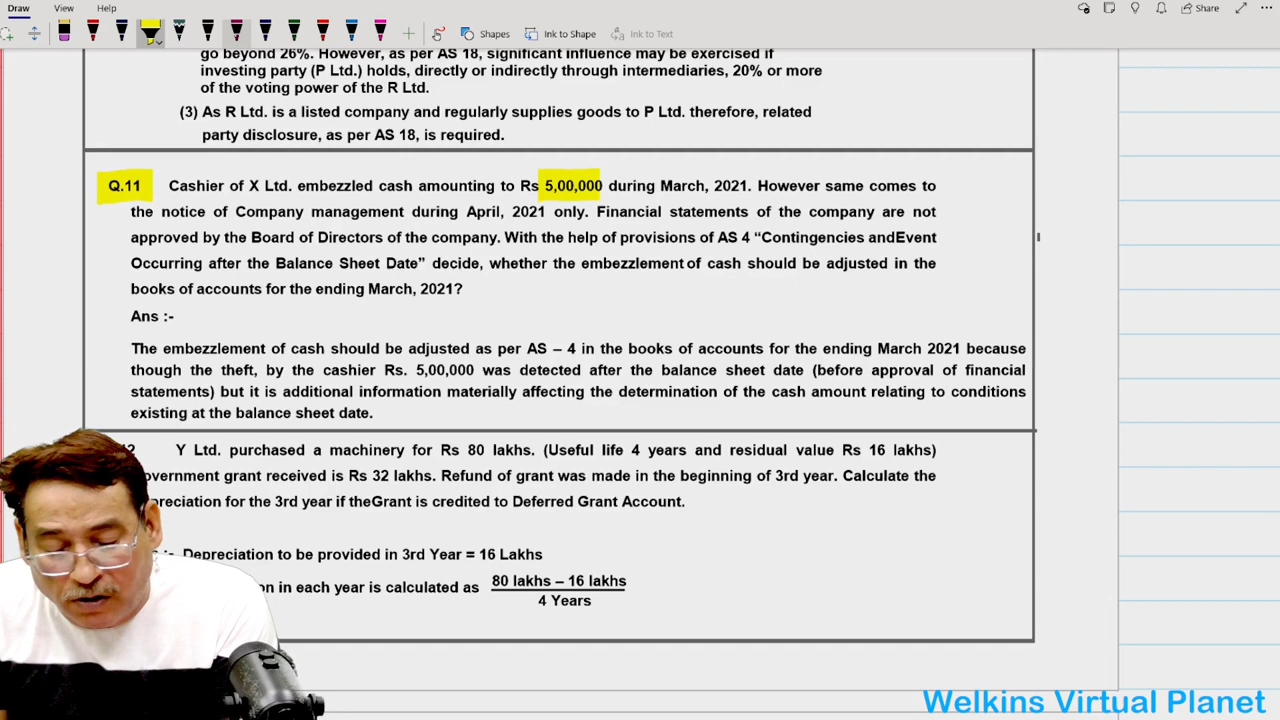 Draw View Help
Share
Shapes Ink to Shape Ink to Text
go beyond 26%. However, as per AS 18, significant influence may be exercised if
investing party (P Ltd.) holds, directly or indirectly through intermediaries, 20% or more
of the voting power of the R Ltd.
(3) As R Ltd. is a listed company and regularly supplies goods to P Ltd. therefore, related
party disclosure, as per AS 18, is required.
Q.11 Cashier of X Ltd. embezzled cash amounting to Rs 5,00,000 during March, 2021. However same comes to
the notice of Company management during April, 2021 only. Financial statements of the company are not
approved by the Board of Directors of the company. With the help of provisions of AS 4 “Contingencies andEvent
Occurring after the Balance Sheet Date” decide, whether the embezzlement of cash should be adjusted in the
books of accounts for the ending March, 2021?
Ans :-
The embezzlement of cash should be adjusted as per AS – 4 in the books of accounts for the ending March 2021 because
though the theft, by the cashier Rs. 5,00,000 was detected after the balance sheet date (before approval of financial
statements) but it is additional information materially affecting the determination of the cash amount relating to conditions
existing at the balance sheet date.
Y Ltd. purchased a machinery for Rs 80 lakhs. (Useful life 4 years and residual value Rs 16 lakhs)
grant received is Rs 32 lakhs. Refund of grant was made in the beginning of 3rd year. Calculate the
for the 3rd year if theGrant is credited to Deferred Grant Account.
Depreciation to be provided in 3rd Year = 16 Lakhs
in each year is calculated as 80 lakhs – 16 lakhs
4 Years
Welkins Virtual Planet